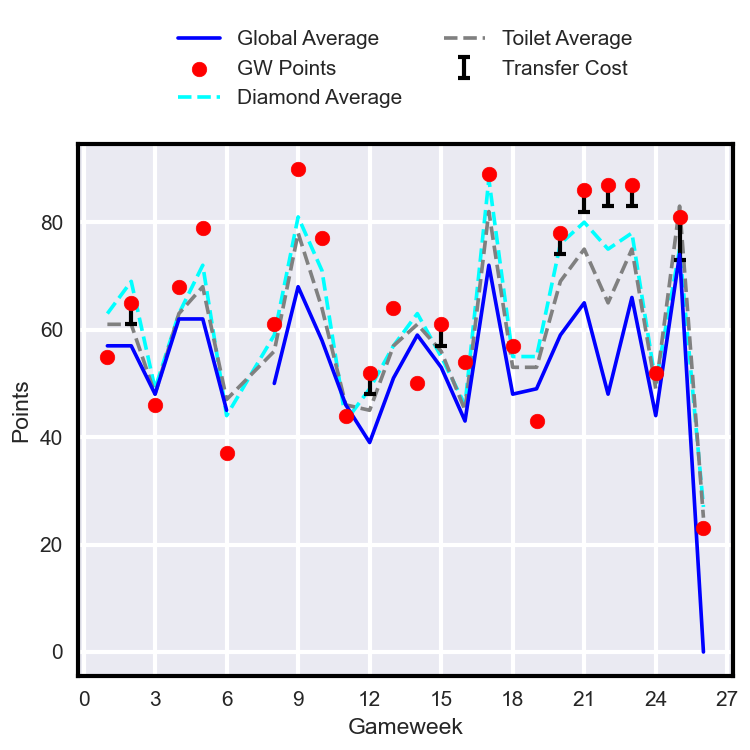 Global Average
GW Points
Diamond Average
Toilet Average
Transfer Cost
Points
80
60
40
20
0
0 3 6 9 12 15 18 21 24 27
Gameweek